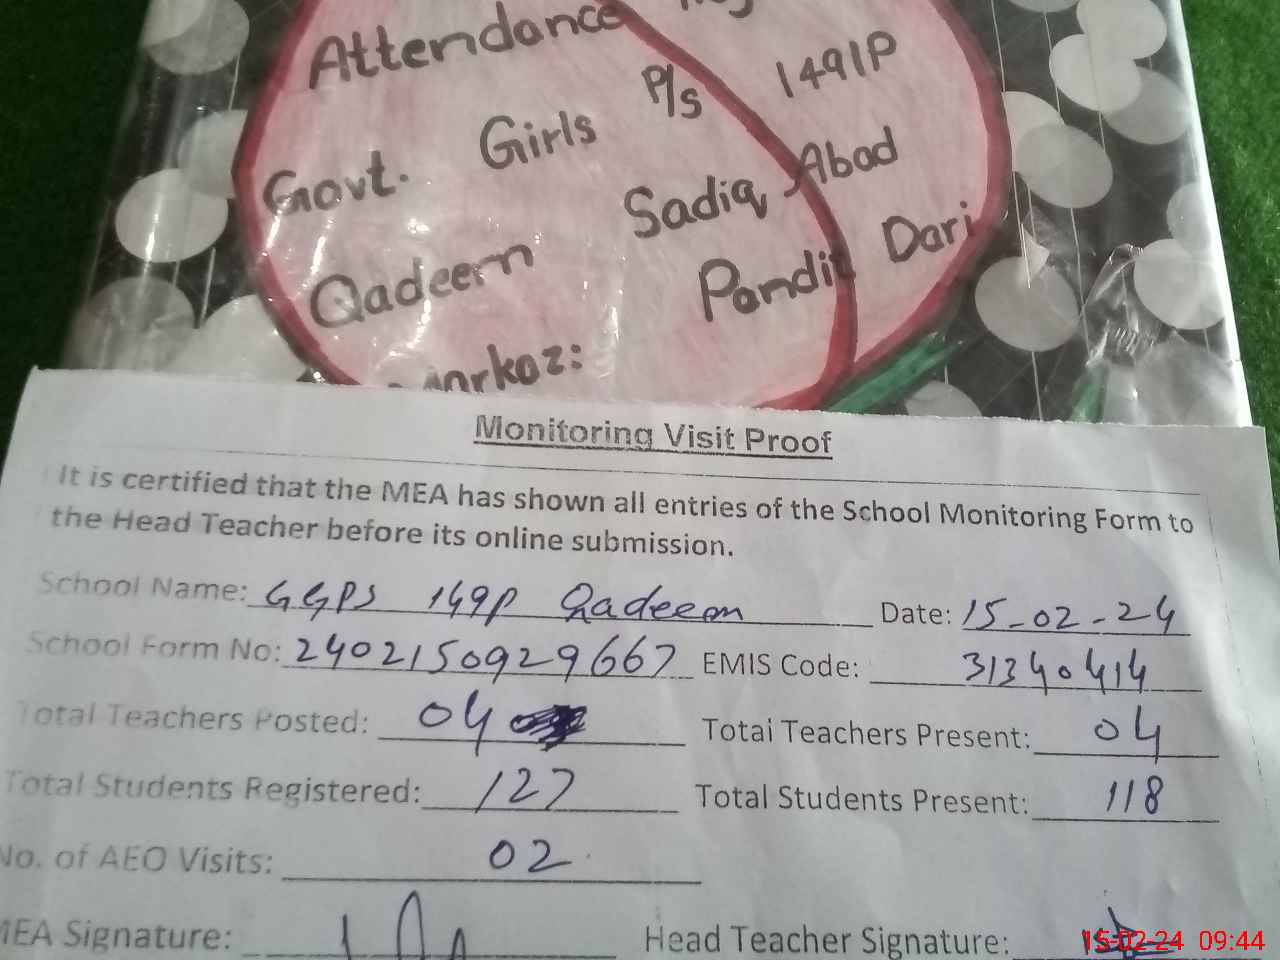 Attendance
Govt. Girls P/s 149/P
Qadeem Sadiq Abad
Markaz: Pandit Dari
Monitoring Visit Proof
It is certified that the MEA has shown all entries of the School Monitoring Form to
the Head Teacher before its online submission.
School Name: GGPS 149P Qadeem Date: 15-02-24
School Form No: 2402150929667 EMIS Code: 31340414
Total Teachers Posted: 04 Total Teachers Present: 04
Total Students Registered: 127 Total Students Present: 118
No. of AEO Visits: 02
MEA Signature: Head Teacher Signature:
15-02-24 09:44